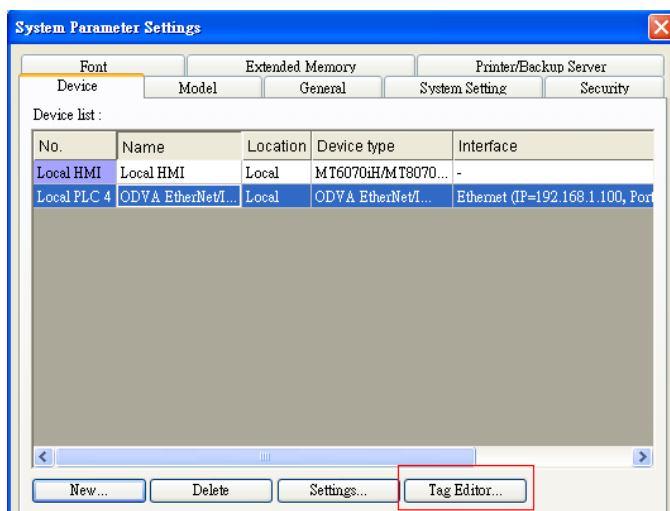 System Parameter Settings
Font Extended Memory Printer/Backup Server
Device Model General System Setting Security
Device list :
No. Name Location Device type Interface
Local HMI Local HMI Local MT6070iH/MT8070... -
Local PLC 4 ODVA EtherNet/I... Local ODVA EtherNet/I... Ethernet (IP=192.168.1.100, Port
New... Delete Settings... Tag Editor...